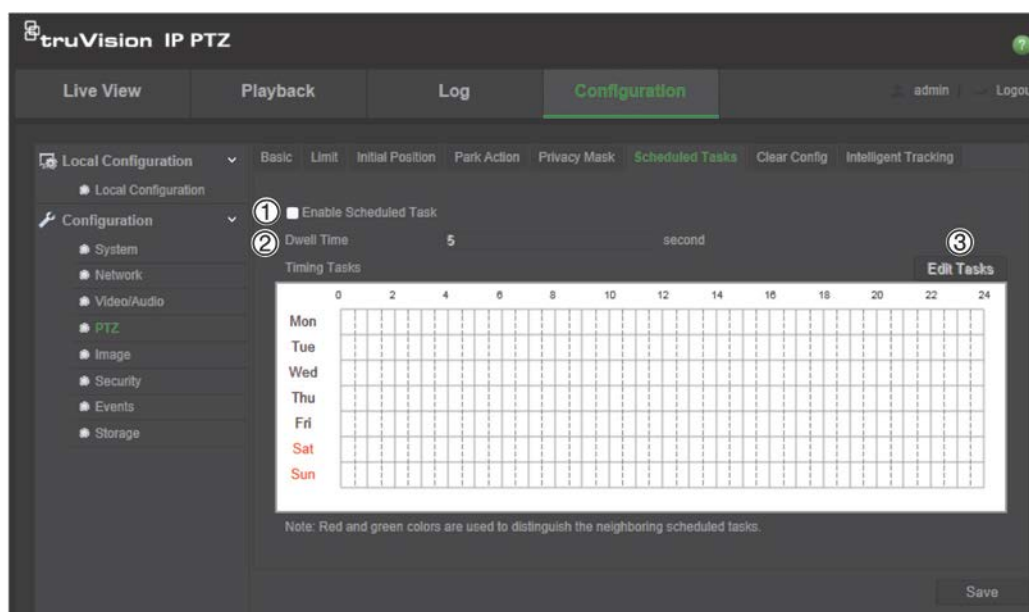 truVision IP PTZ
?
Live View Playback Log Configuration admin Logou
Local Configuration Basic Limit Initial Position Park Action Privacy Mask Scheduled Tasks Clear Config Intelligent Tracking
Local Configuration
① Enable Scheduled Task
Configuration
② Dwell Time 5 second
System
③
Network
Timing Tasks Edit Tasks
Video/Audio
0 2 4 6 8 10 12 14 16 18 20 22 24
PTZ
Mon
Image
Tue
Security
Wed
Events
Thu
Storage
Fri
Sat
Sun
Note: Red and green colors are used to distinguish the neighboring scheduled tasks.
Save